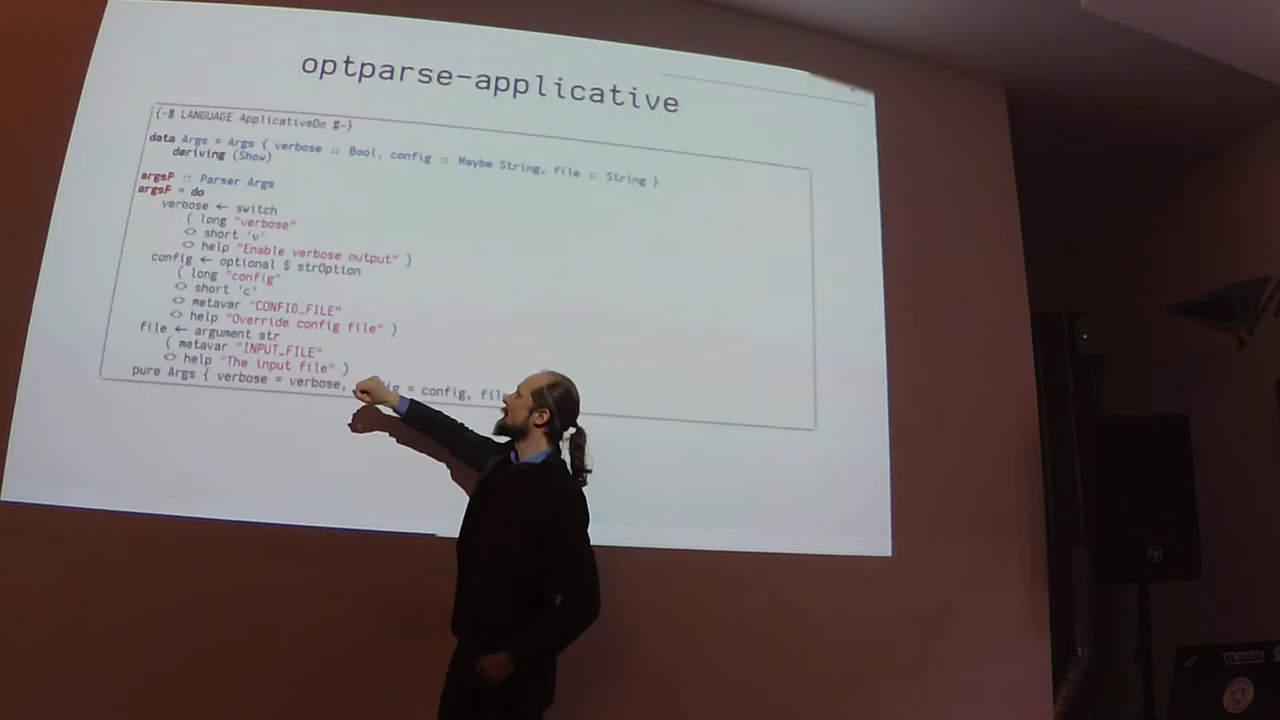 optparse-applicative
{-# LANGUAGE ApplicativeDo #-}
data Args = Args { verbose :: Bool, config :: Maybe String, file :: String }
deriving (Show)
argsP :: Parser Args
argsP = do
verbose ← switch
( long "verbose"
<> short 'v'
<> help "Enable verbose output" )
config ← optional $ strOption
( long "config"
<> short 'c'
<> metavar "CONFIG_FILE"
<> help "Override config file" )
file ← argument str
( metavar "INPUT_FILE"
<> help "The input file" )
pure Args { verbose = verbose, = config,